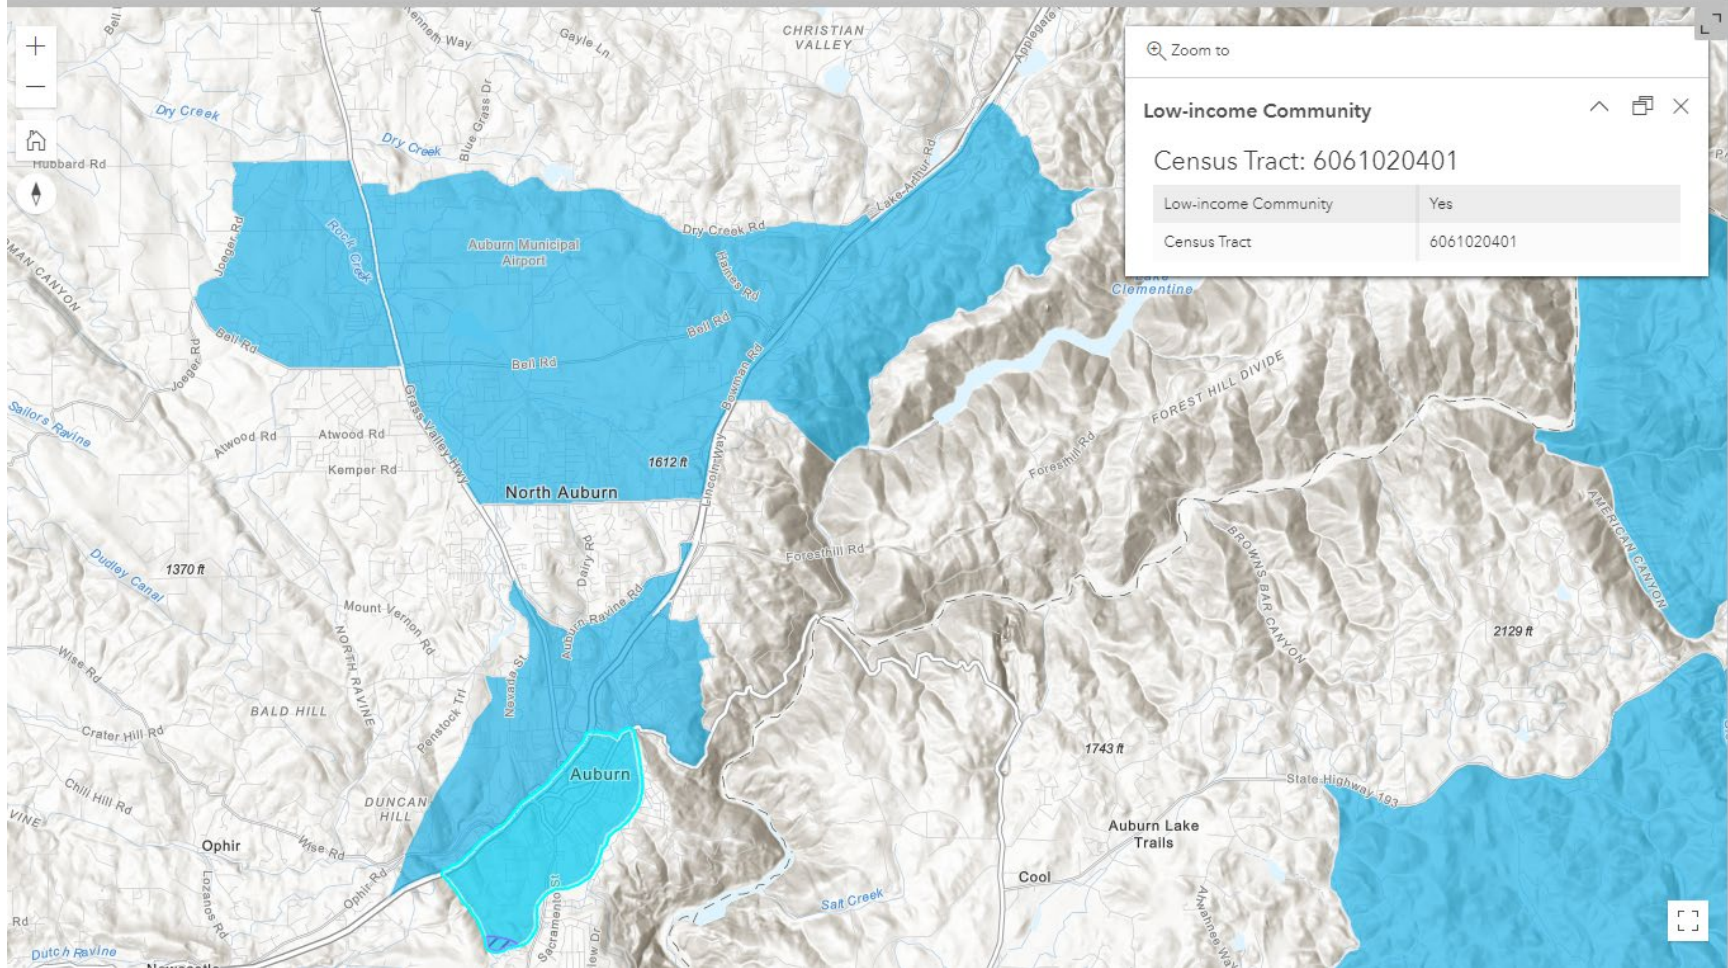 Zoom to
Low-income Community
Census Tract: 6061020401
Low-income Community Yes
Census Tract 6061020401
CHRISTIAN
VALLEY
Gayle Ln
Dry Creek
Dry Creek
Blue Grass Dr
Hubbard Rd
Lake-Arthur Rd
Dry Creek Rd
Joeger Rd
Rock Creek
Auburn Municipal
Airport
Haines Rd
Lake
Clementine
Bell Rd
Bell Rd
Bell Rd
Bowman Rd
Joeger Rd
FOREST HILL DIVIDE
Grass Valley Hwy
Sailors Ravine
Atwood Rd
Atwood Rd
Kemper Rd
Foresthill Rd
1612 ft
Lincoln Way
North Auburn
AMERICAN CANYON
Dairy Rd
Foresthill Rd
BROWNS BAR CANYON
Dudley Canal
1370 ft
Mount Vernon Rd
Auburn Ravine Rd
2129 ft
NORTH RAVINE
Wise Rd
Nevada St
BALD HILL
Penstock Trl
Crater Hill Rd
1743 ft
Auburn
State Highway 193
Chill Hill Rd
DUNCAN
HILL
Auburn Lake
Trails
Ophir
Wise Rd
Cool
Ophir Rd
Lozanos Rd
Salt Creek
Sacramento St
Rd
Dutch Ravine
Newcastle